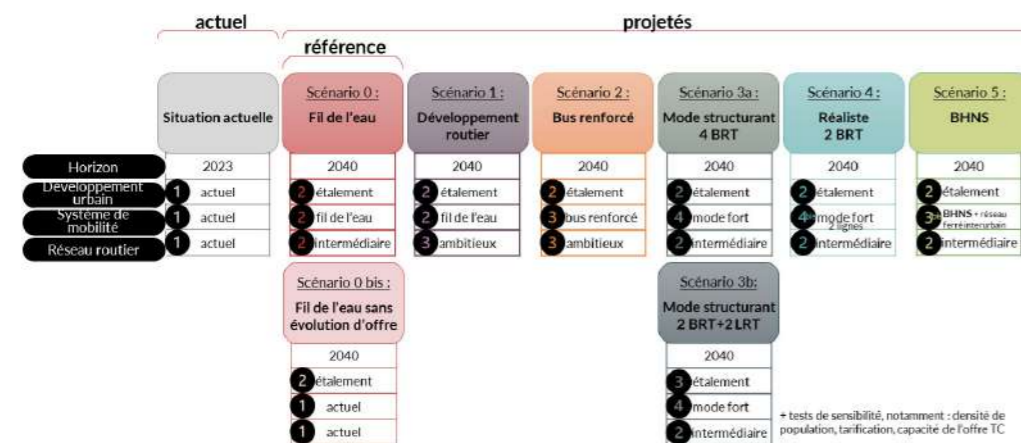 actuel projetés
référence
Situation actuelle
Scénario 0 :
Fil de l'eau
Scénario 1 :
Développement
routier
Scénario 2 :
Bus renforcé
Scénario 3a :
Mode structurant
4 BRT
Scénario 4 :
Réaliste
2 BRT
Scénario 5 :
BHNS
Horizon 2023 2040 2040 2040 2040 2040 2040
Développement
urbain
1 actuel 2 étalement 2 étalement 2 étalement 2 étalement 2 étalement 2 étalement
Système de
mobilité
1 actuel 2 fil de l'eau 2 fil de l'eau 3 bus renforcé 4 mode fort 4 mode fort
2 lignes
3 BHNS + réseau
ferré interurbain
Réseau routier 1 actuel 2 intermédiaire 3 ambitieux 3 ambitieux 2 intermédiaire 2 intermédiaire 2 intermédiaire
Scénario 0 bis :
Fil de l'eau sans
évolution d'offre
2040
2 étalement
1 actuel
1 actuel
Scénario 3b:
Mode structurant
2 BRT+2 LRT
2040
3 étalement
4 mode fort
2 intermédiaire
+ tests de sensibilité, notamment : densité de
population, tarification, capacité de l'offre TC